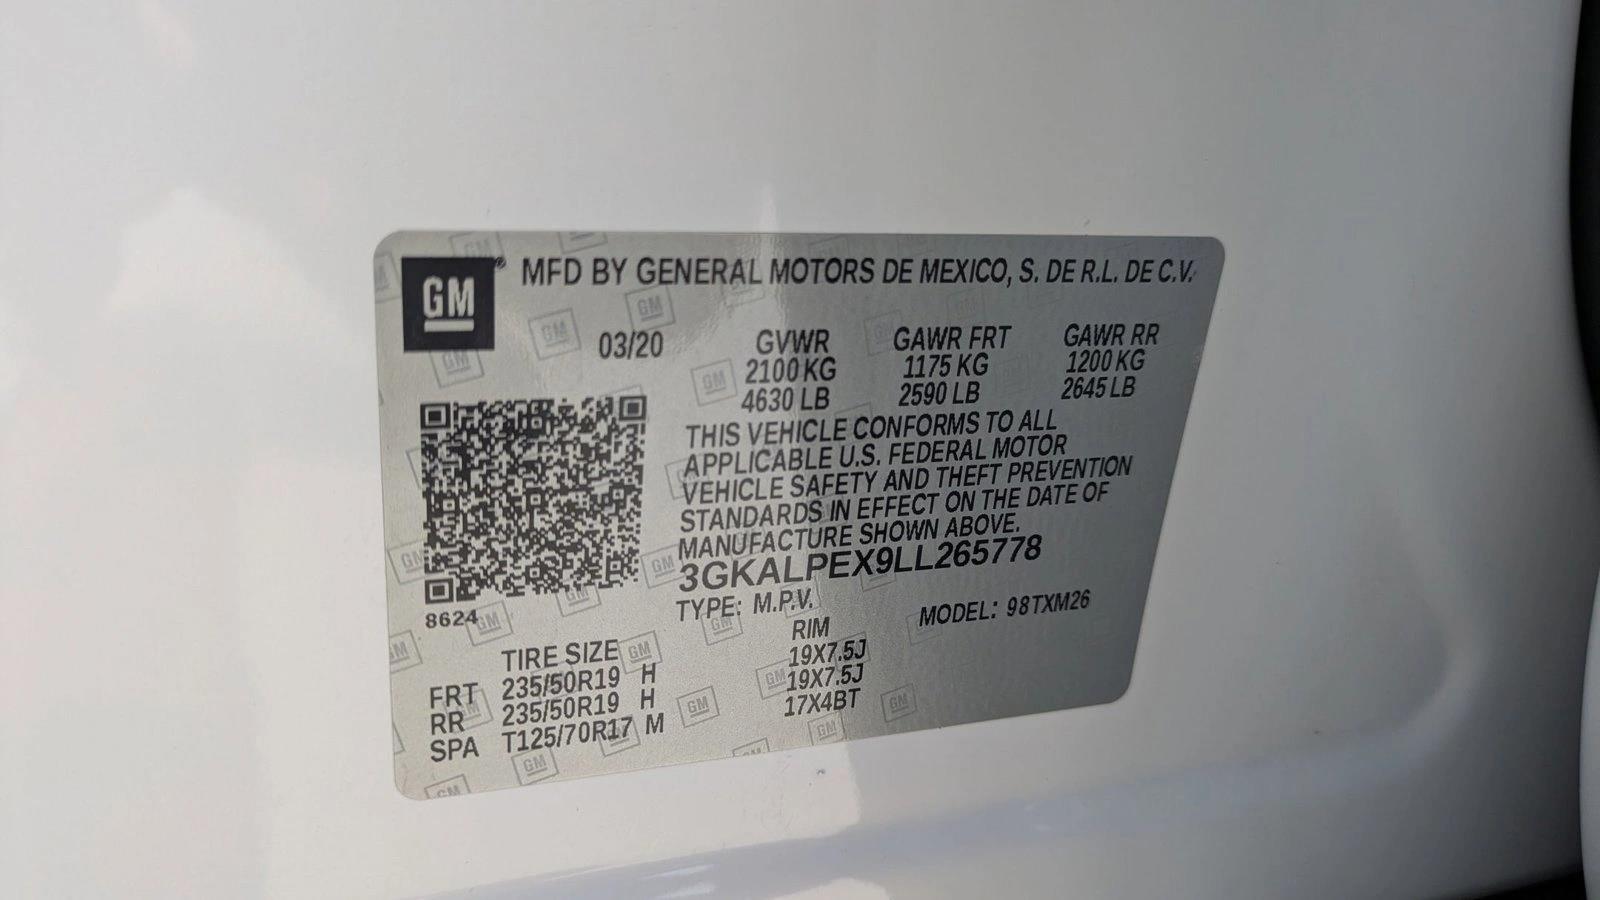 GM® MFD BY GENERAL MOTORS DE MEXICO, S. DE R.L. DE C.V.
03/20 GVWR GAWR FRT GAWR RR
2100 KG 1175 KG 1200 KG
4630 LB 2590 LB 2645 LB
THIS VEHICLE CONFORMS TO ALL
APPLICABLE U.S. FEDERAL MOTOR
VEHICLE SAFETY AND THEFT PREVENTION
STANDARDS IN EFFECT ON THE DATE OF
MANUFACTURE SHOWN ABOVE.
3GKALPEX9LL265778
8624
TYPE: M.P.V. MODEL: 98TXM26
TIRE SIZE RIM
FRT 235/50R19 H 19X7.5J
RR 235/50R19 H 19X7.5J
SPA T125/70R17 M 17X4BT